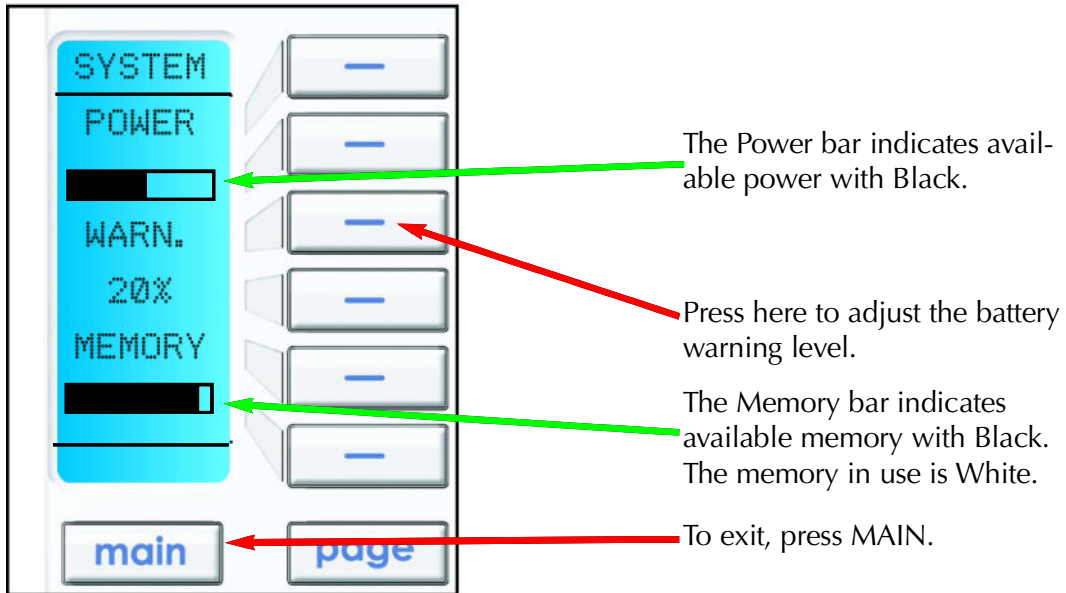 SYSTEM
POWER
WARN.
20%
MEMORY
main
page
The Power bar indicates avail-
able power with Black.
Press here to adjust the battery
warning level.
The Memory bar indicates
available memory with Black.
The memory in use is White.
To exit, press MAIN.